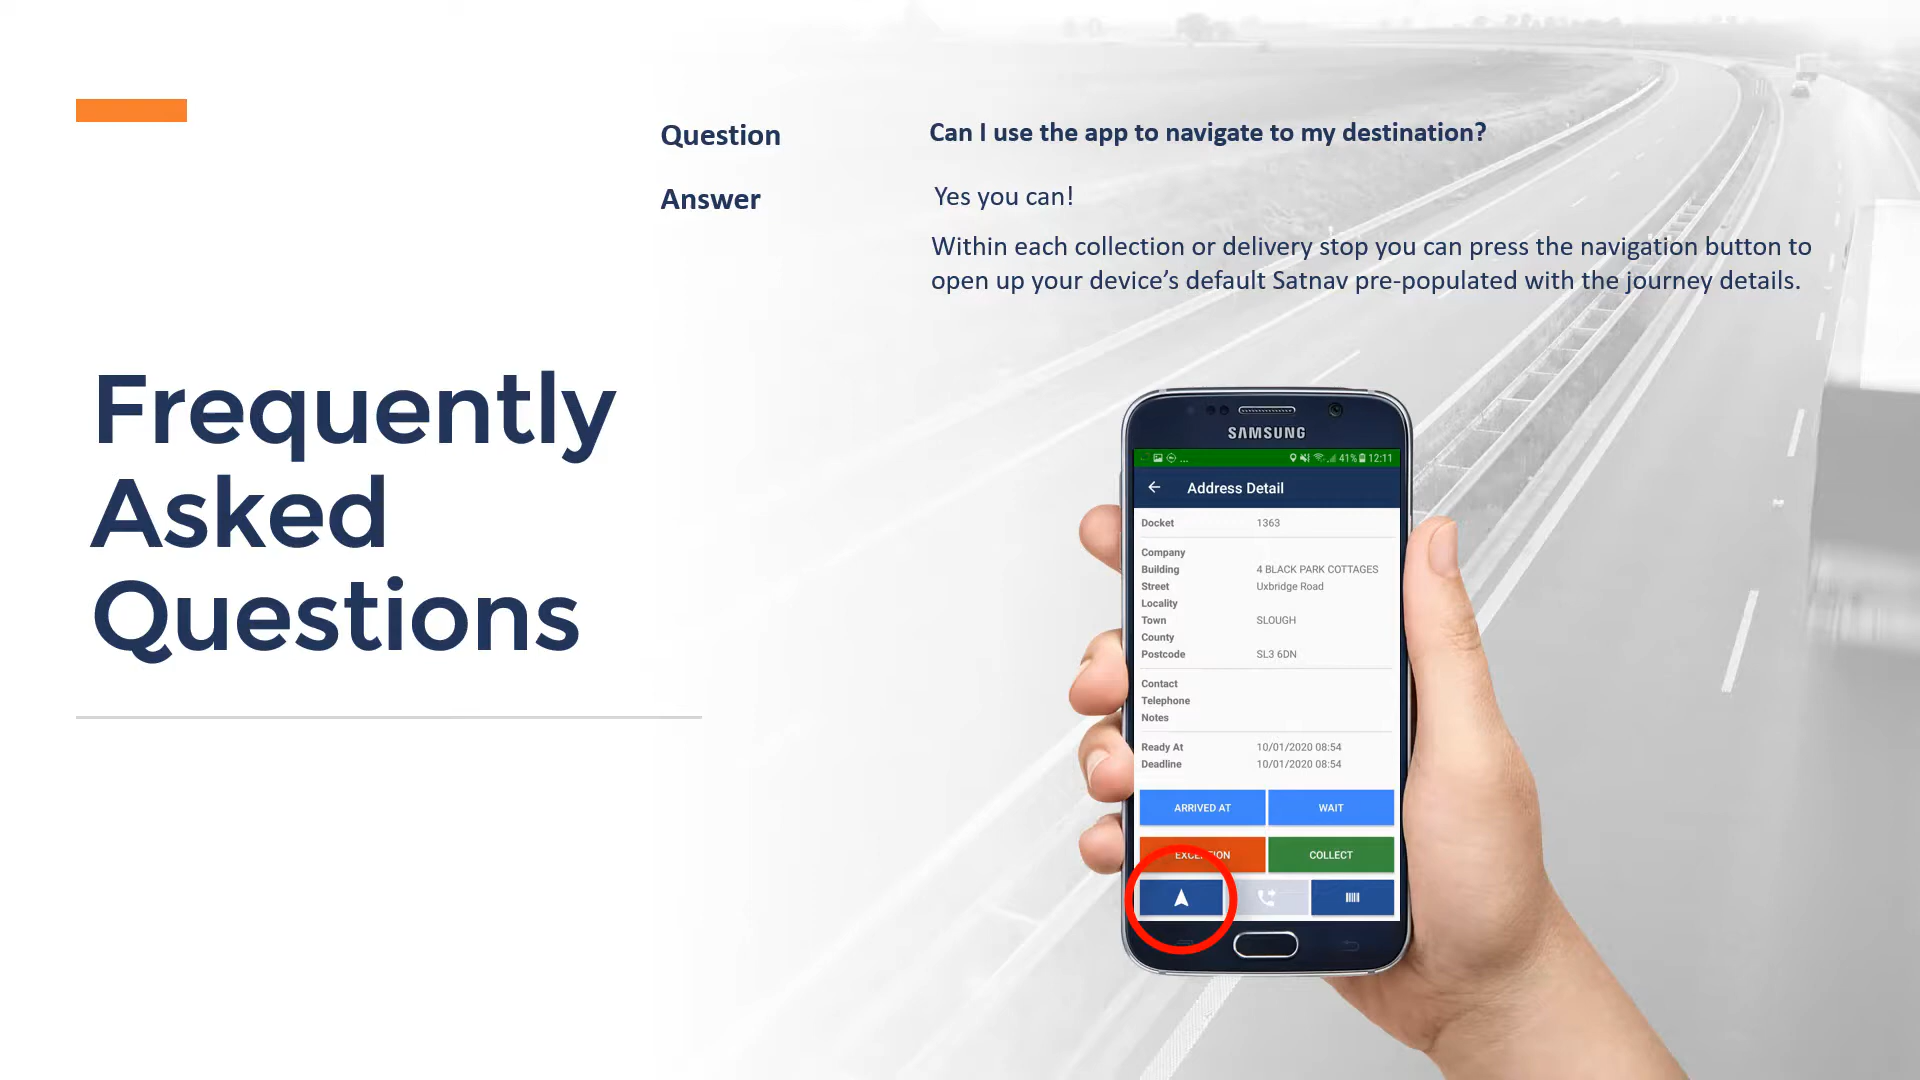 Question
Can I use the app to navigate to my destination?
Answer
Yes you can!
Within each collection or delivery stop you can press the navigation button to
open up your device’s default Satnav pre-populated with the journey details.
Frequently
Asked
Questions
SAMSUNG
... 41% 12:11
Address Detail
Docket 1363
Company
Building 4 BLACK PARK COTTAGES
Street Uxbridge Road
Locality
Town SLOUGH
County
Postcode SL3 6DN
Contact
Telephone
Notes
Ready At 10/01/2020 08:54
Deadline 10/01/2020 08:54
ARRIVED AT WAIT
EXCEPTION COLLECT